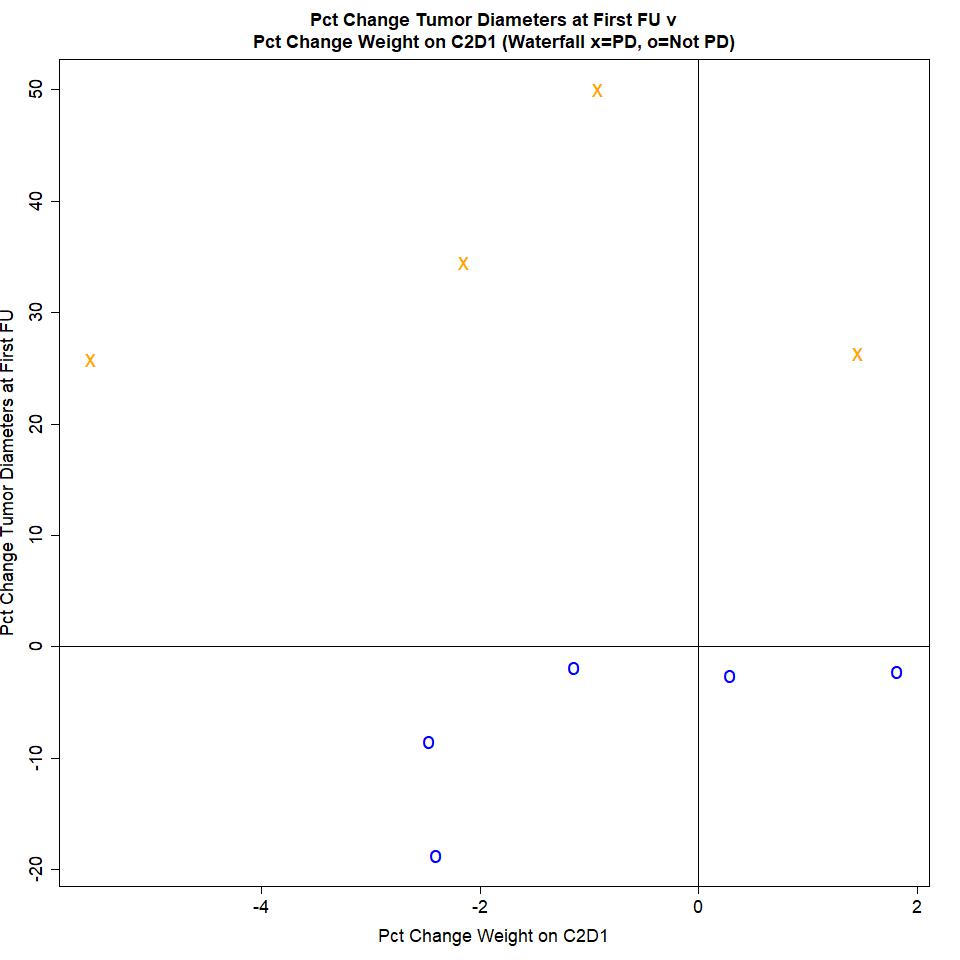 Pct Change Tumor Diameters at First FU v
Pct Change Weight on C2D1 (Waterfall x=PD, o=Not PD)
Pct Change Tumor Diameters at First FU
50
40
30
20
10
0
-10
-20
X
X
X
X
O
O
O
O
O
-4
-2
0
2
Pct Change Weight on C2D1